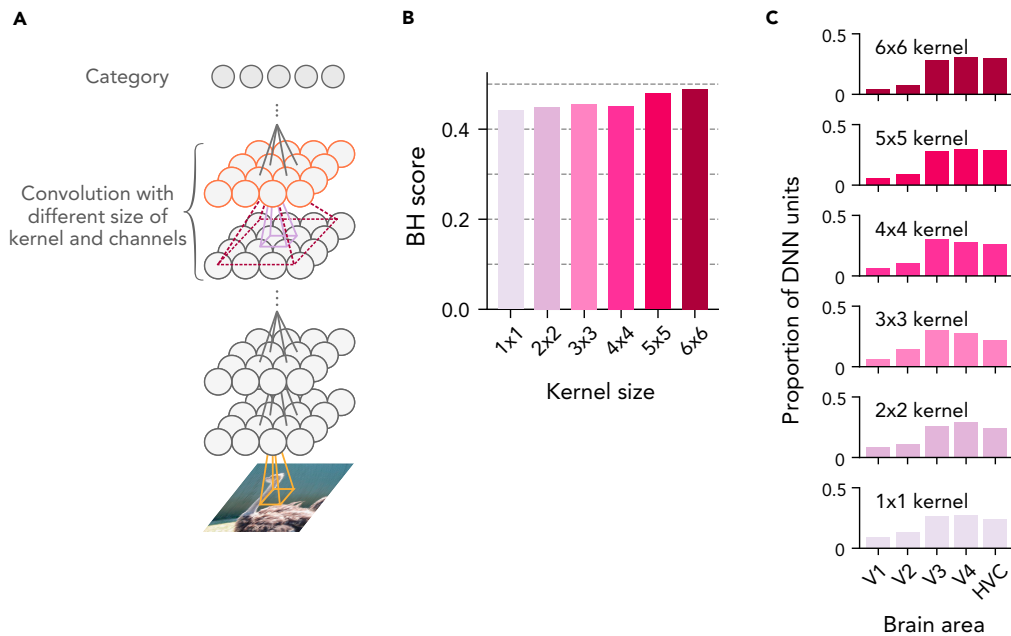 A
Category
Convolution with
different size of
kernel and channels
B
BH score
0.4
0.2
0.0
1x1
2x2
3x3
4x4
5x5
6x6
Kernel size
C
Proportion of DNN units
0.5
6x6 kernel
0
0.5
5x5 kernel
0
0.5
4x4 kernel
0
0.5
3x3 kernel
0
0.5
2x2 kernel
0
0.5
1x1 kernel
0
V1
V2
V3
V4
HVC
Brain area